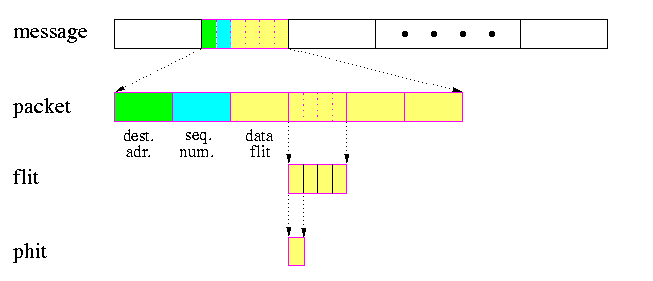 message
packet
dest. seq. data
adr. num. flit
flit
phit